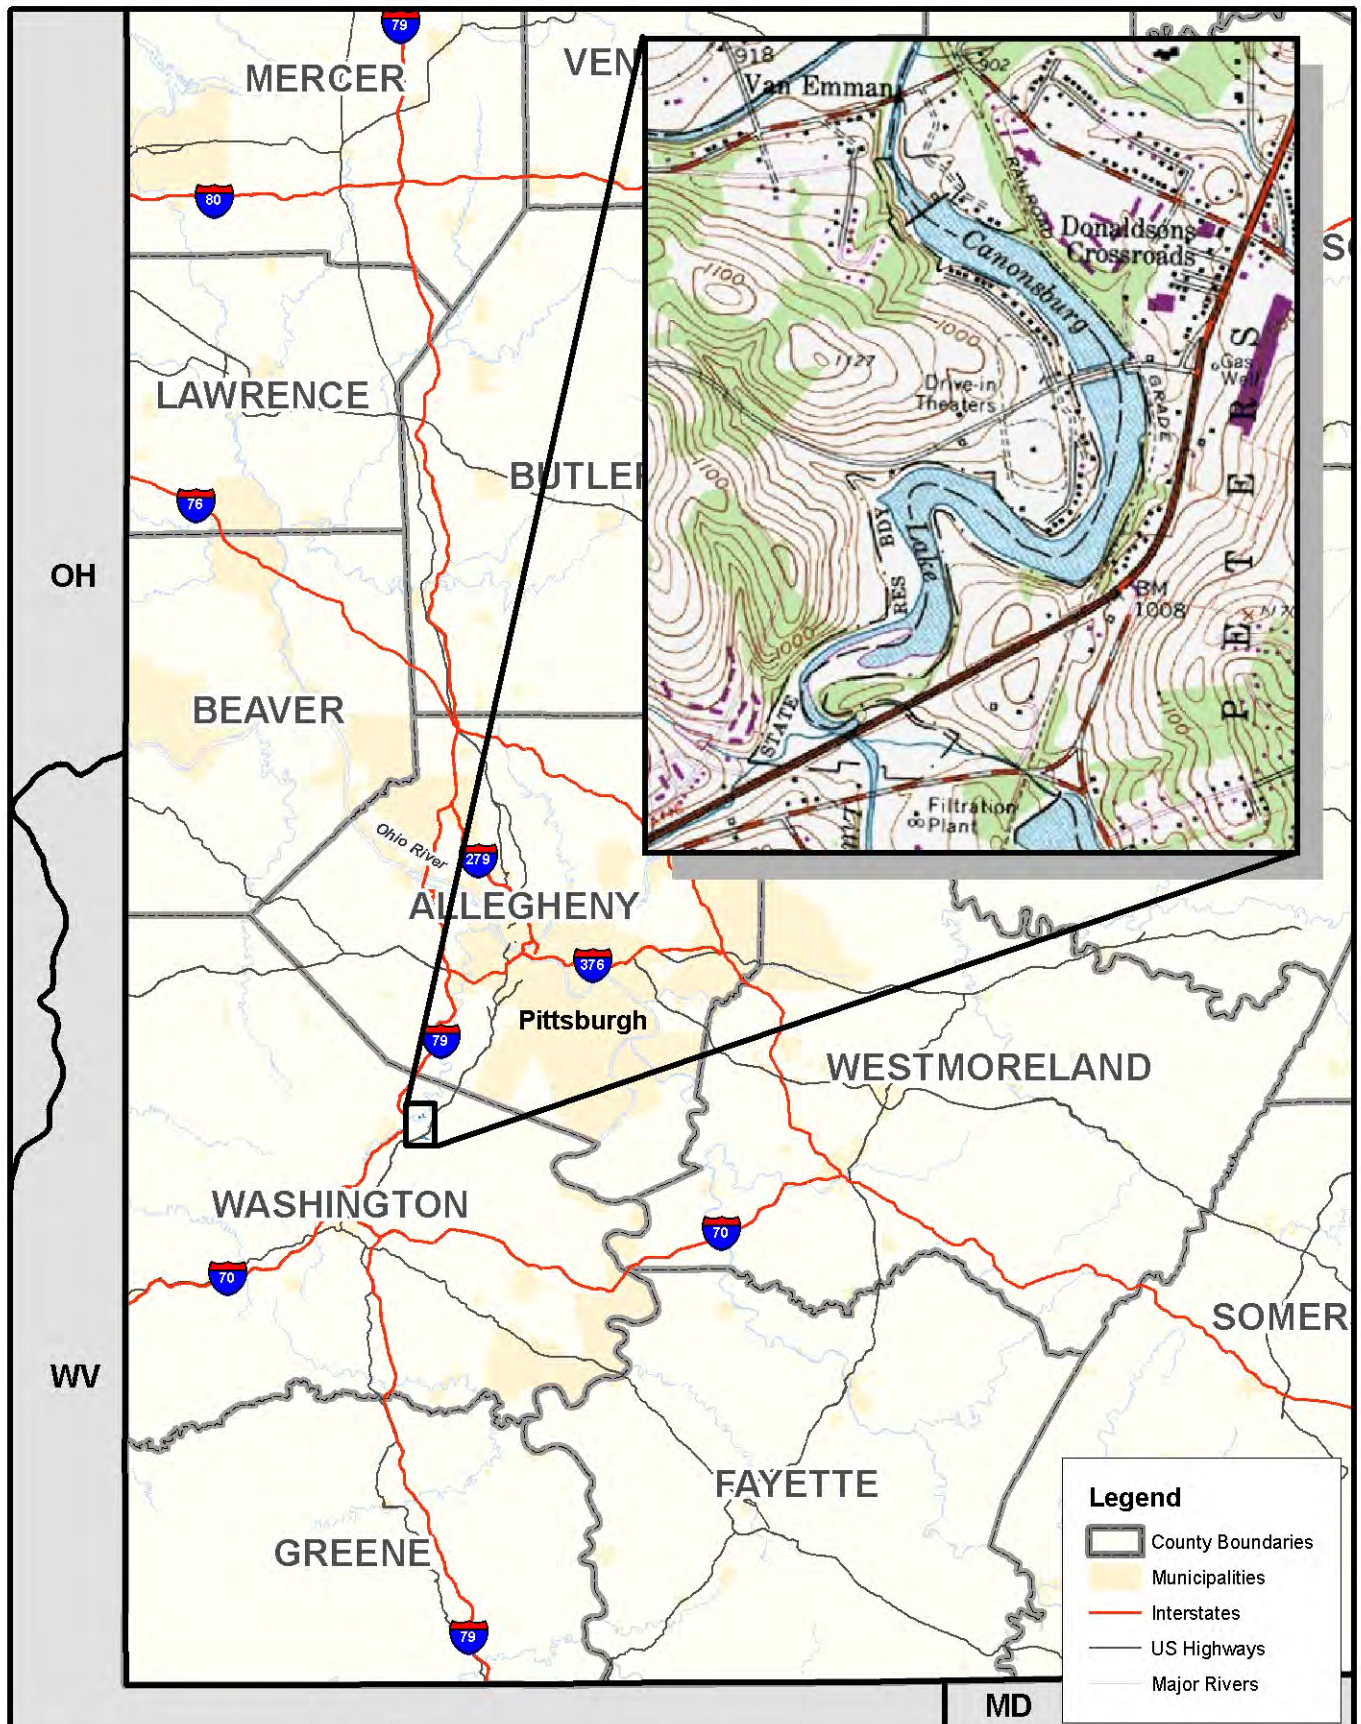 79
MERCER
VEN
80
LAWRENCE
BUTLER
76
OH
BEAVER
Ohio River
279
ALLEGHENY
376
Pittsburgh
79
WESTMORELAND
WASHINGTON
70
70
SOMER
WV
FAYETTE
GREENE
79
MD
918
Van Emman
902
RAILROAD
Donaldsons
Crossroads
Canonsburg
1100
1000
1127
Drive-in
Theaters
Gas
Well
GRADE
PETERS
1100
BDY
RES
Lake
BM
1008
1000
STATE
1100
Filtration
Plant
Legend
County Boundaries
Municipalities
Interstates
US Highways
Major Rivers